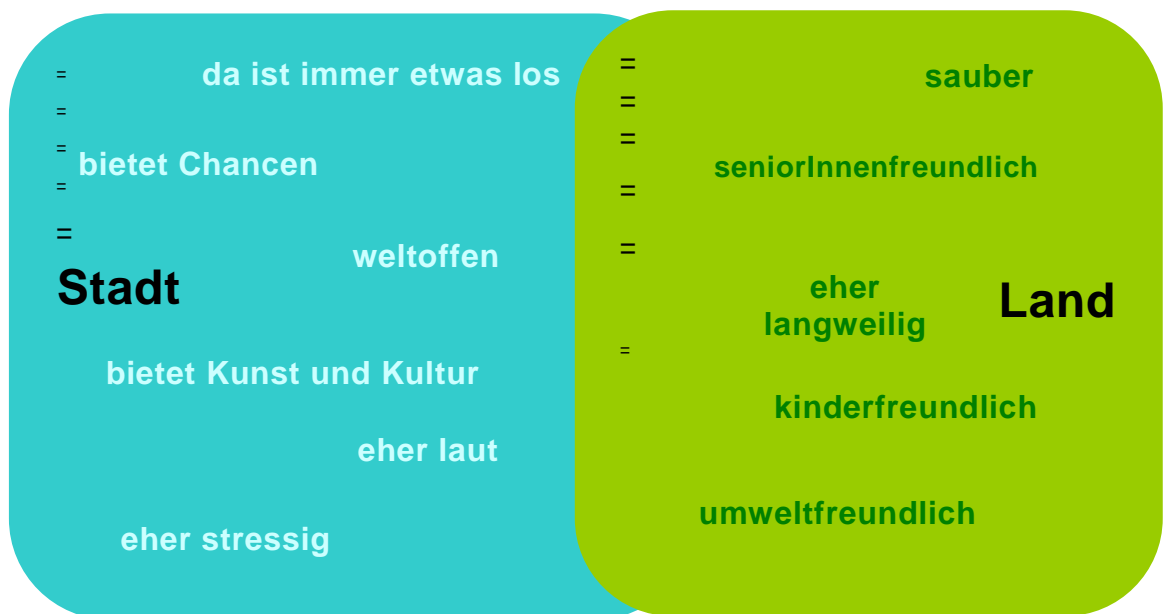 =
da ist immer etwas los
=
=
bietet Chancen
=
=
weltoffen
Stadt
bietet Kunst und Kultur
eher laut
eher stressig
=
sauber
=
=
seniorInnenfreundlich
=
=
eher
langweilig
Land
=
kinderfreundlich
umweltfreundlich